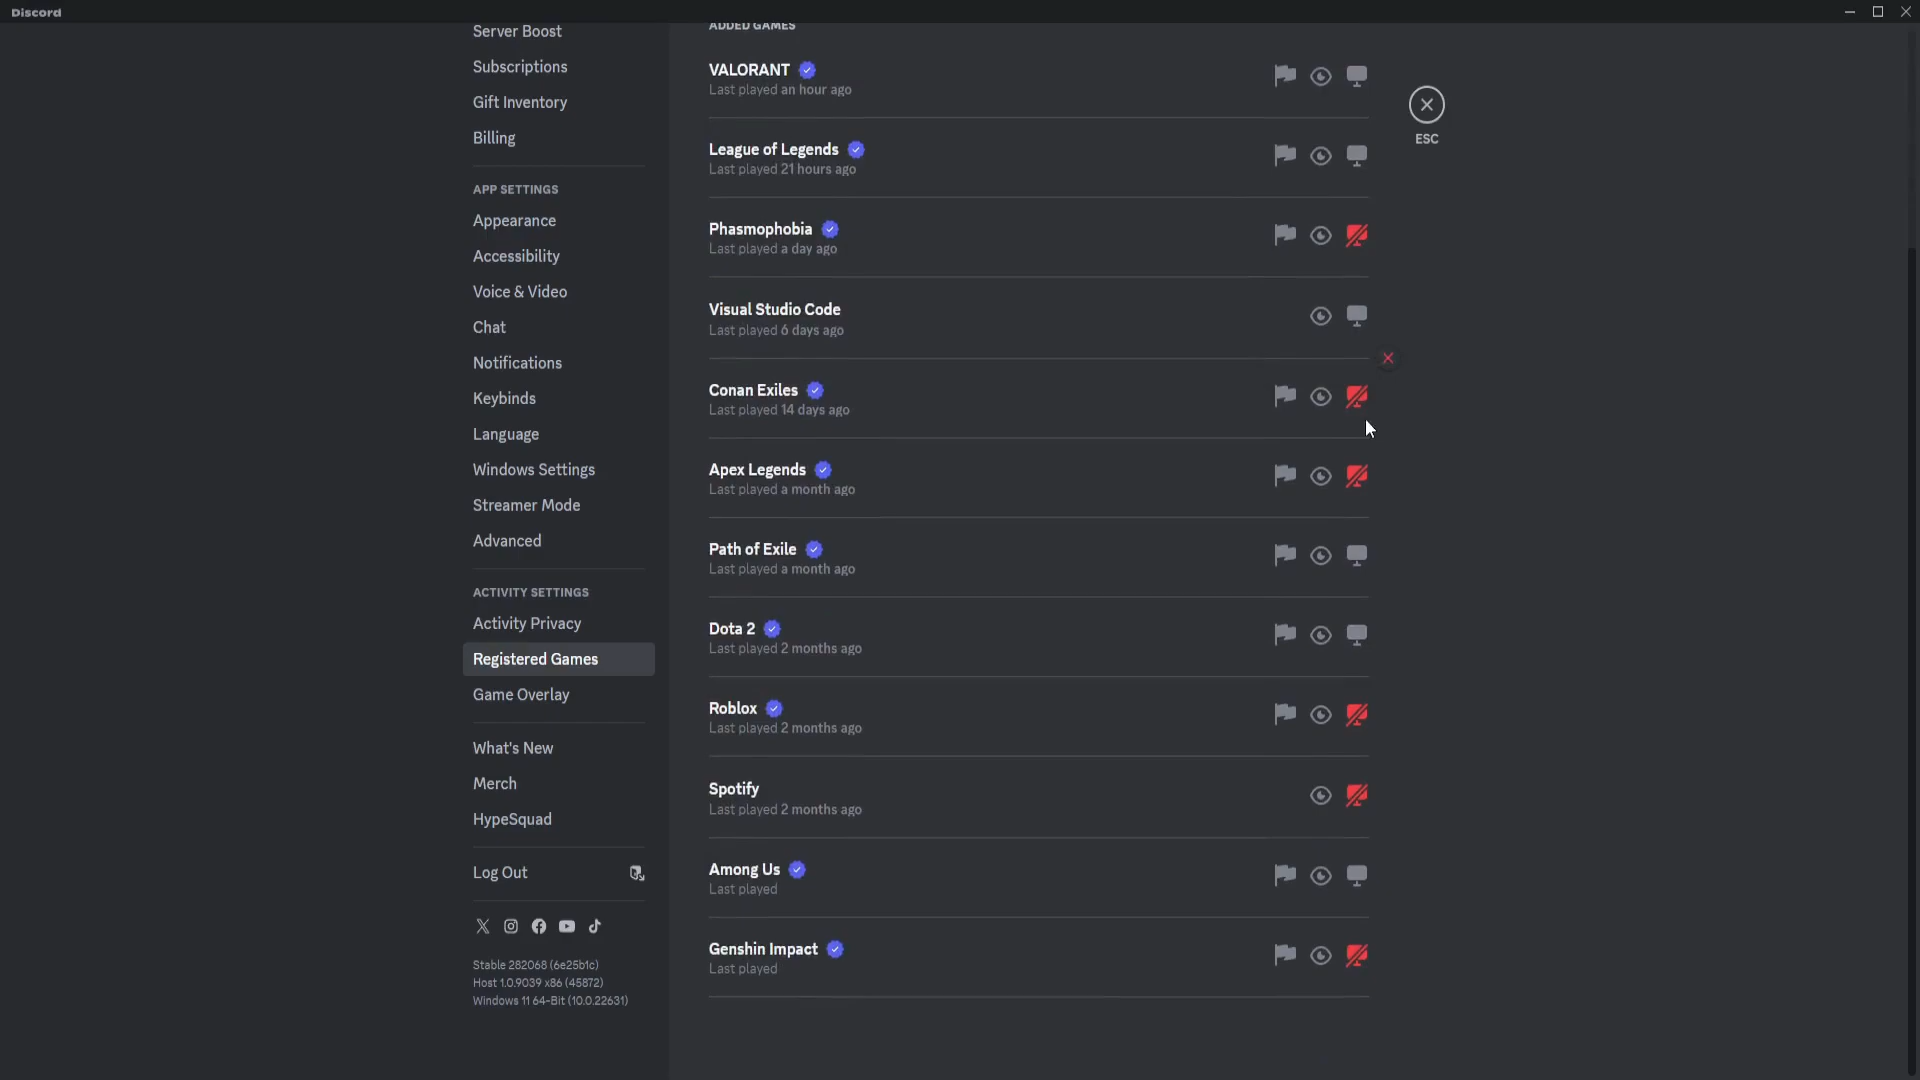 Discord
Server Boost
Subscriptions
Gift Inventory
Billing
APP SETTINGS
Appearance
Accessibility
Voice & Video
Chat
Notifications
Keybinds
Language
Windows Settings
Streamer Mode
Advanced
ACTIVITY SETTINGS
Activity Privacy
Registered Games
Game Overlay
What's New
Merch
HypeSquad
Log Out
Stable 282068 (6e25b1c)
Host 1.0.9039 x86 (45872)
Windows 11 64-Bit (10.0.22631)
ADDED GAMES
VALORANT
Last played an hour ago
League of Legends
Last played 21 hours ago
Phasmophobia
Last played a day ago
Visual Studio Code
Last played 6 days ago
Conan Exiles
Last played 14 days ago
Apex Legends
Last played a month ago
Path of Exile
Last played a month ago
Dota 2
Last played 2 months ago
Roblox
Last played 2 months ago
Spotify
Last played 2 months ago
Among Us
Last played
Genshin Impact
Last played
ESC